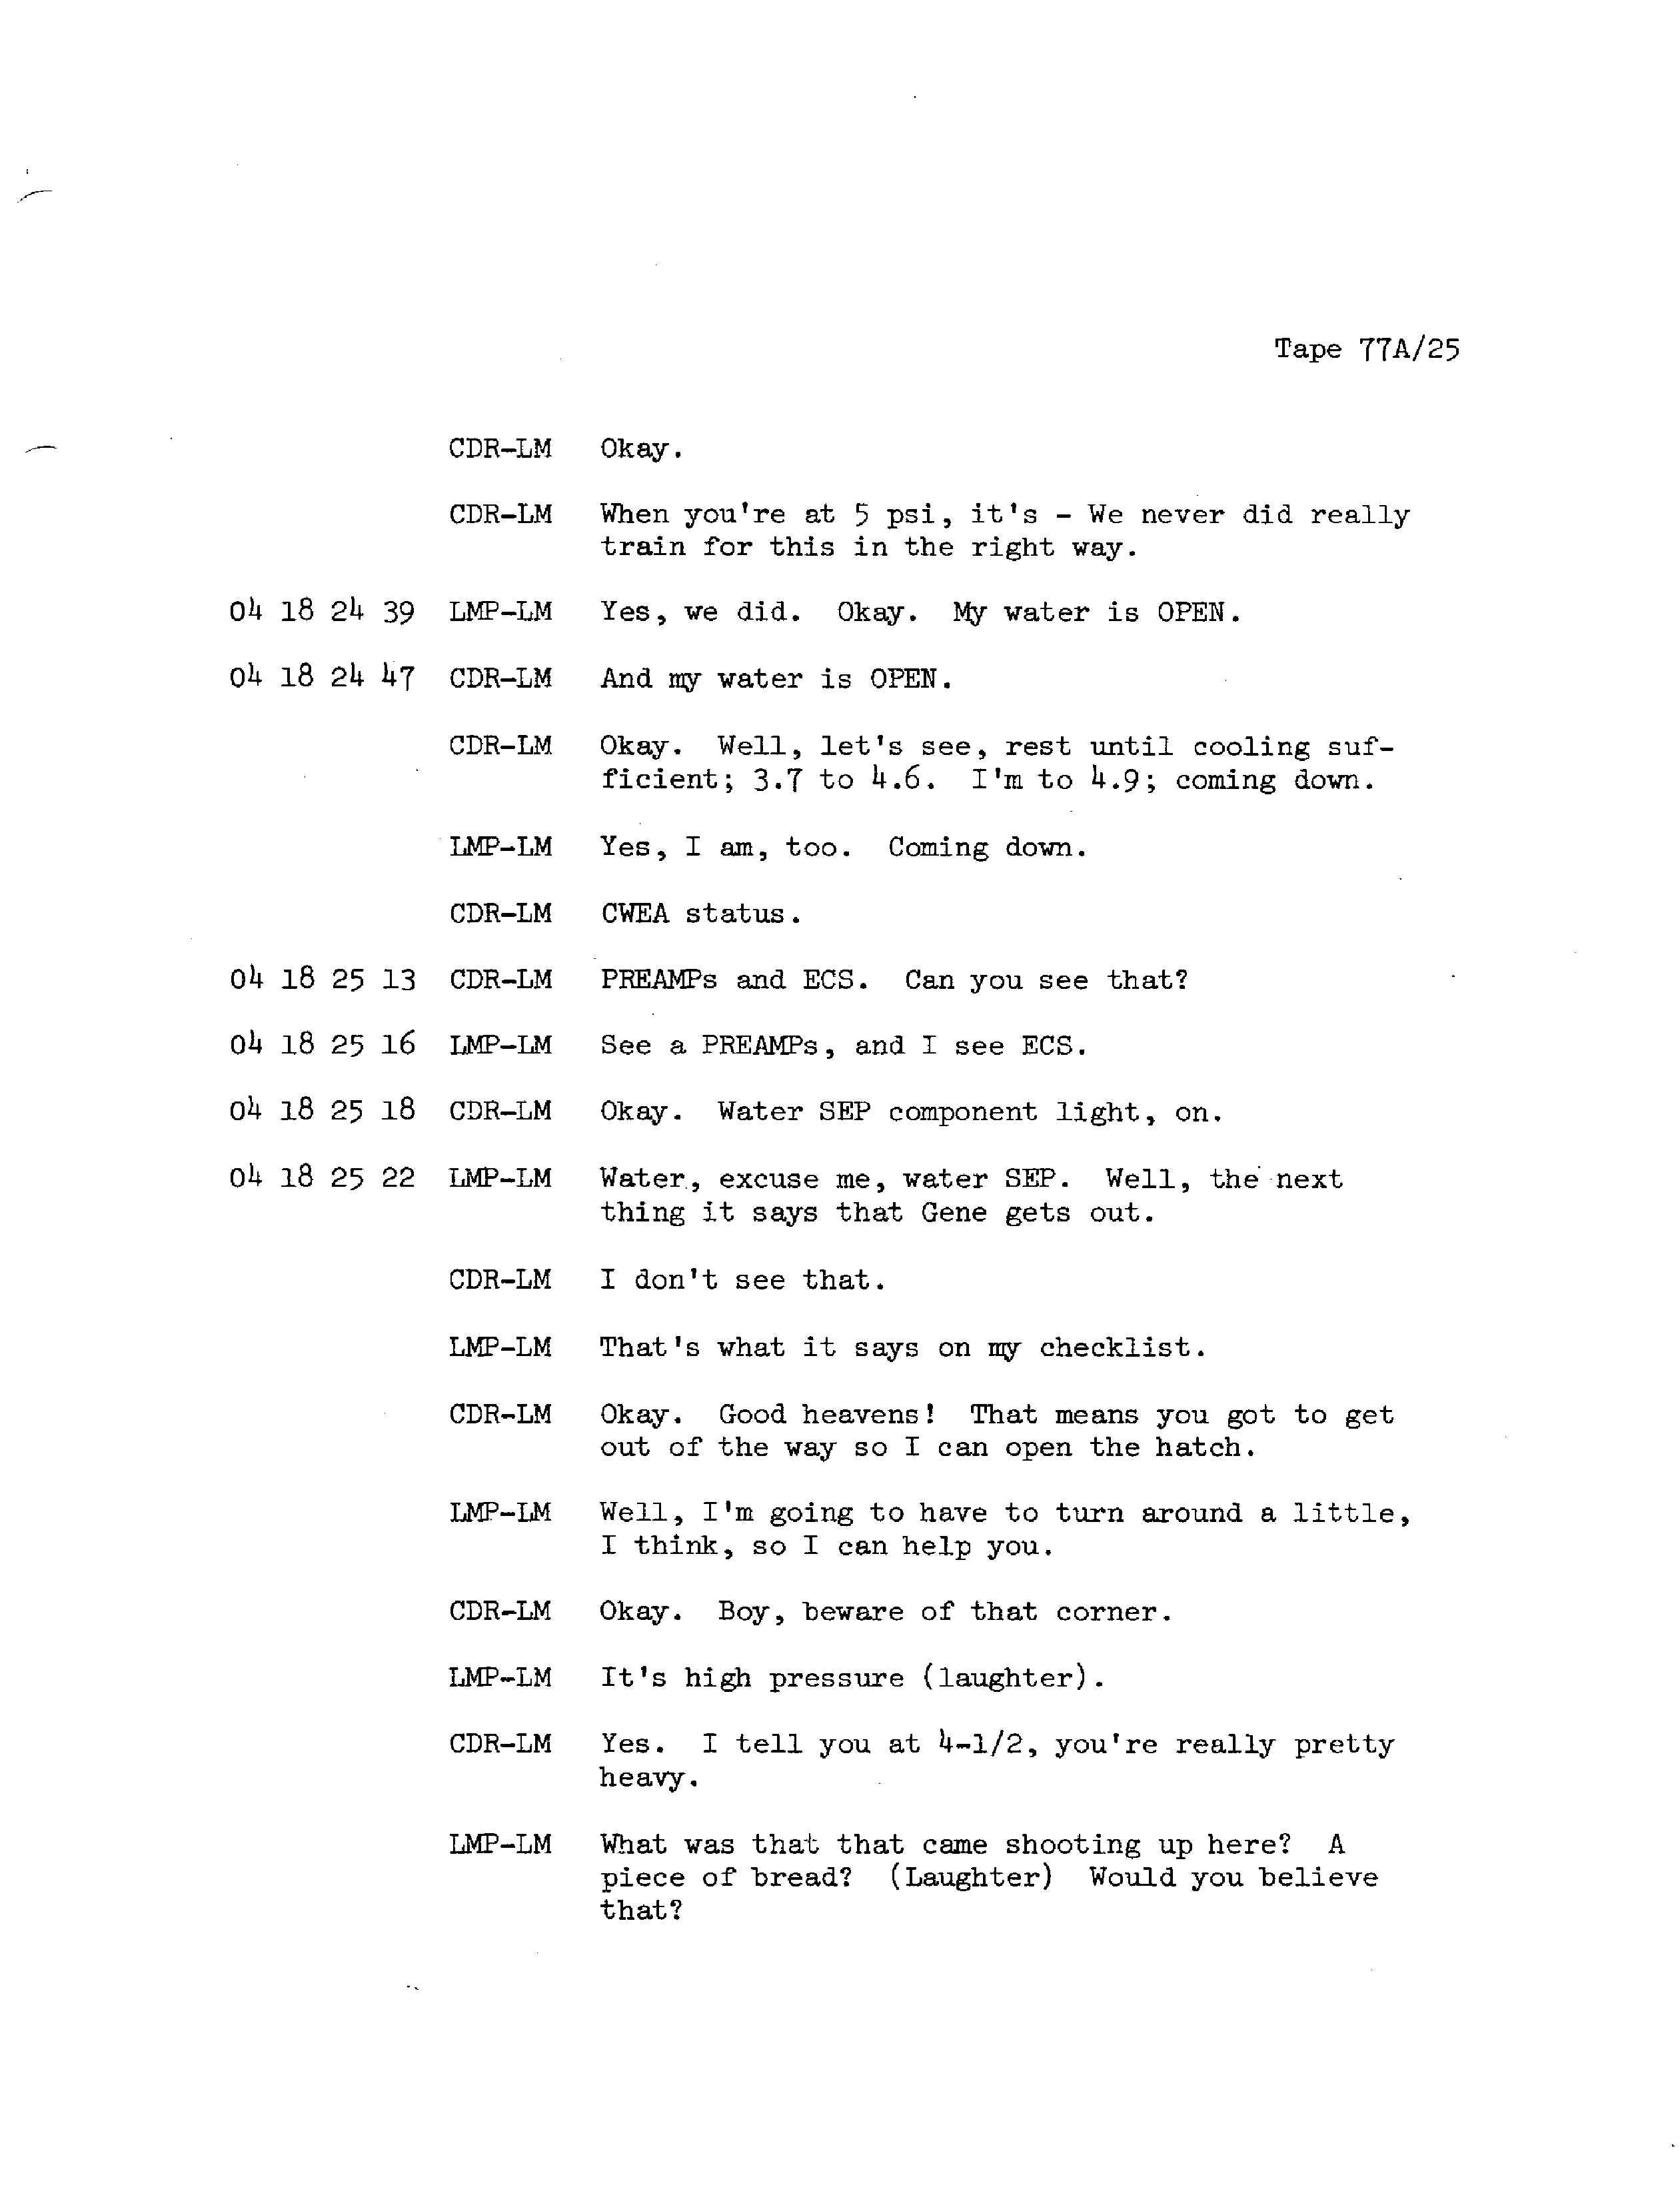 Tape 77A/25
CDR-LM Okay.
CDR-LM When you're at 5 psi, it's - We never did really
train for this in the right way.
04 18 24 39 LMP-LM Yes, we did. Okay. My water is OPEN.
04 18 24 47 CDR-LM And my water is OPEN.
CDR-LM Okay. Well, let's see, rest until cooling suf-
ficient; 3.7 to 4.6. I'm to 4.9; coming down.
LMP-LM Yes, I am, too. Coming down.
CDR-LM CWEA status.
04 18 25 13 CDR-LM PREAMPs and ECS. Can you see that?
04 18 25 16 LMP-LM See a PREAMPs, and I see ECS.
04 18 25 18 CDR-LM Okay. Water SEP component light, on.
04 18 25 22 LMP-LM Water, excuse me, water SEP. Well, the next
thing it says that Gene gets out.
CDR-LM I don't see that.
LMP-LM That's what it says on my checklist.
CDR-LM Okay. Good heavens! That means you got to get
out of the way so I can open the hatch.
LMP-LM Well, I'm going to have to turn around a little,
I think, so I can help you.
CDR-LM Okay. Boy, beware of that corner.
LMP-LM It's high pressure (laughter).
CDR-LM Yes. I tell you at 4-1/2, you're really pretty
heavy.
LMP-LM What was that that came shooting up here? A
piece of bread? (Laughter) Would you believe
that?